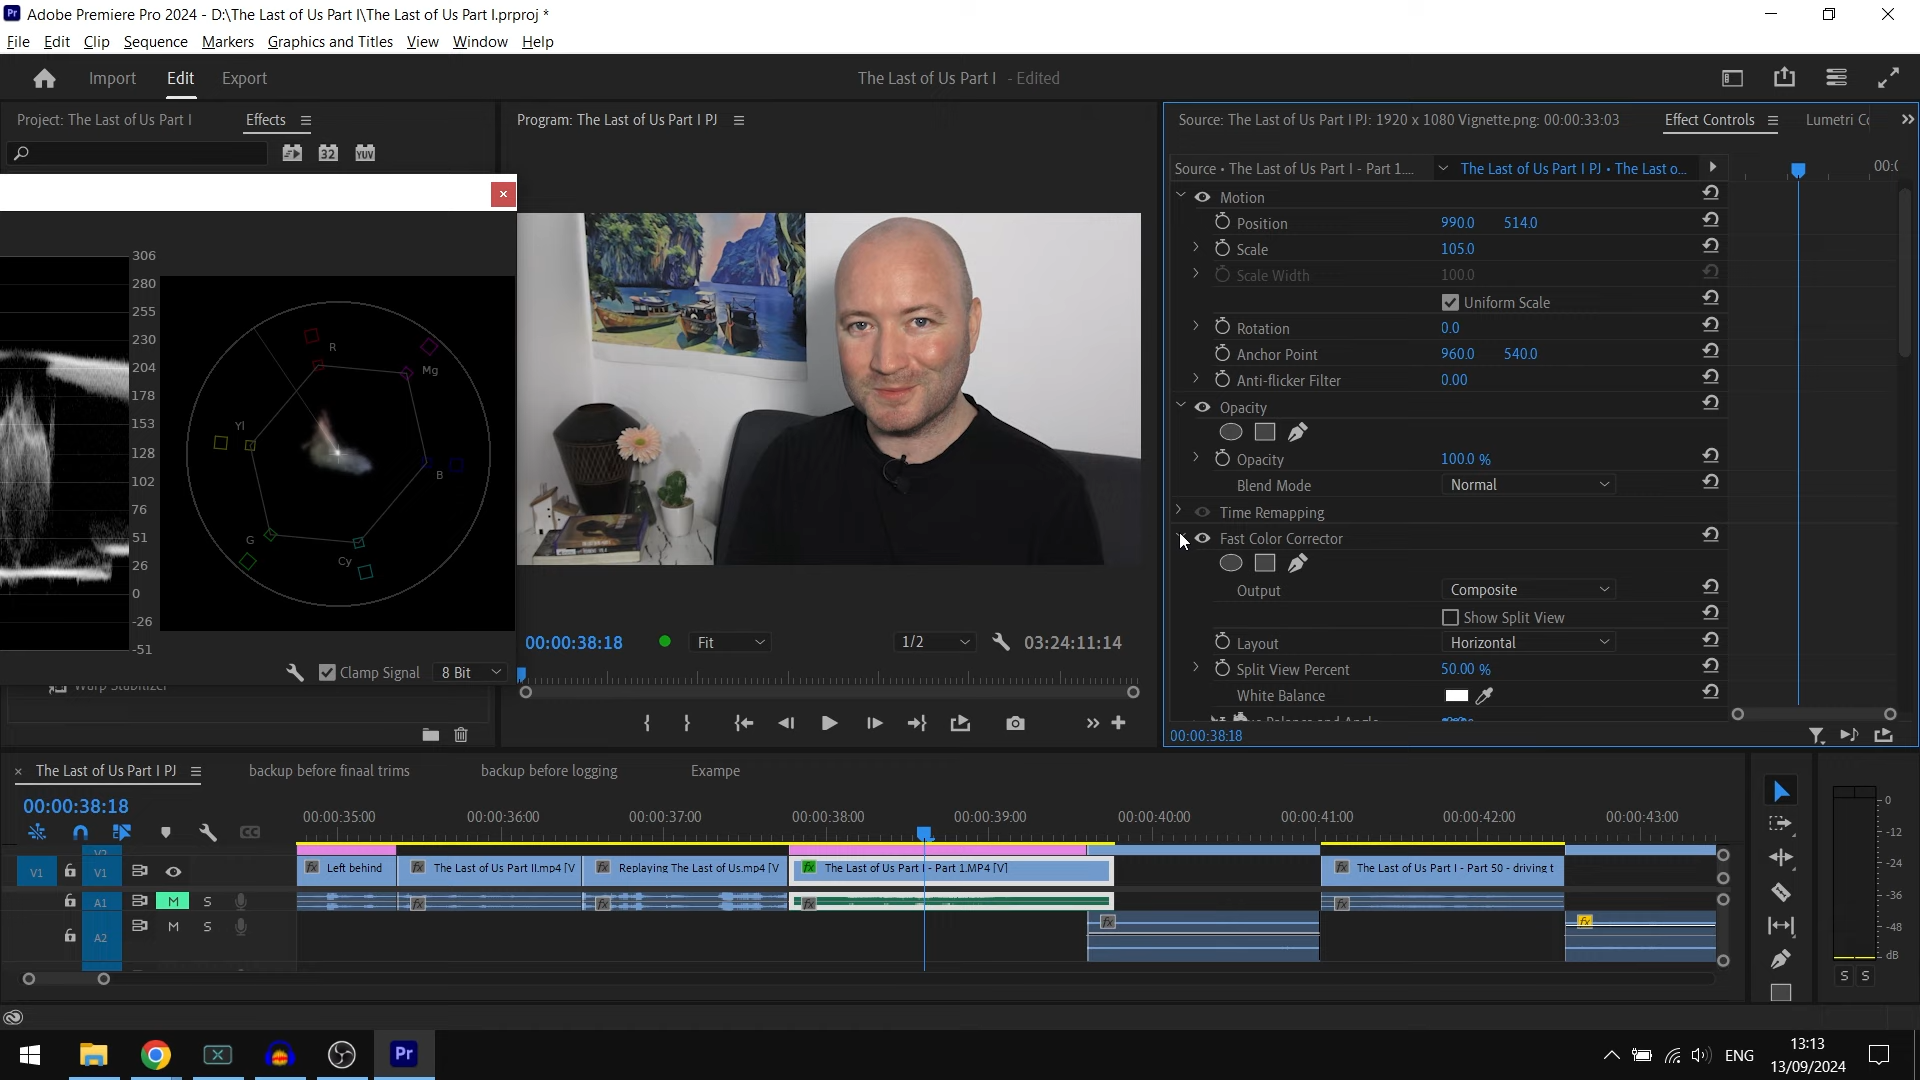 Adobe Premiere Pro 2024 - D:\The Last of Us Part I\The Last of Us Part I.prproj *
File Edit Clip Sequence Markers Graphics and Titles View Window Help
Import Edit Export
The Last of Us Part I - Edited
Project: The Last of Us Part I
Effects
Program: The Last of Us Part I PJ
Source: The Last of Us Part I PJ: 1920 x 1080 Vignette.png: 00:00:33:03
Effect Controls
Source • The Last of Us Part I - Part 1....
The Last of Us Part I PJ • The Last o...
Motion
Position 990.0 514.0
Scale 105.0
Scale Width 100.0
Uniform Scale
Rotation 0.0
Anchor Point 960.0 540.0
Anti-flicker Filter 0.00
Opacity
Opacity 100.0 %
Blend Mode Normal
Time Remapping
Fast Color Corrector
Output Composite
Show Split View
Layout Horizontal
Split View Percent 50.00 %
White Balance
00:00:38:18
306
280
255
230
204
178
153
128
102
76
51
26
0
-26
-51
R
Mg
Yl
B
G
Cy
Clamp Signal 8 Bit
Warp Stabilizer
00:00:38:18 Fit 1/2 03:24:11:14
The Last of Us Part I PJ
backup before finaal trims
backup before logging
Exampe
00:00:38:18
00:00:35:00 00:00:36:00 00:00:37:00 00:00:38:00 00:00:39:00 00:00:40:00 00:00:41:00 00:00:42:00 00:00:43:00
V2
V1 V1
fx Left behind
fx The Last of Us Part II.mp4 [V
fx Replaying The Last of Us.mp4 [V
fx The Last of Us Part I - Part 1.MP4 [V]
fx The Last of Us Part I - Part 50 - driving t
A1 M S
A2 M S
0
-12
-24
-36
-48
dB
S S
Pr
ENG
13:13
13/09/2024